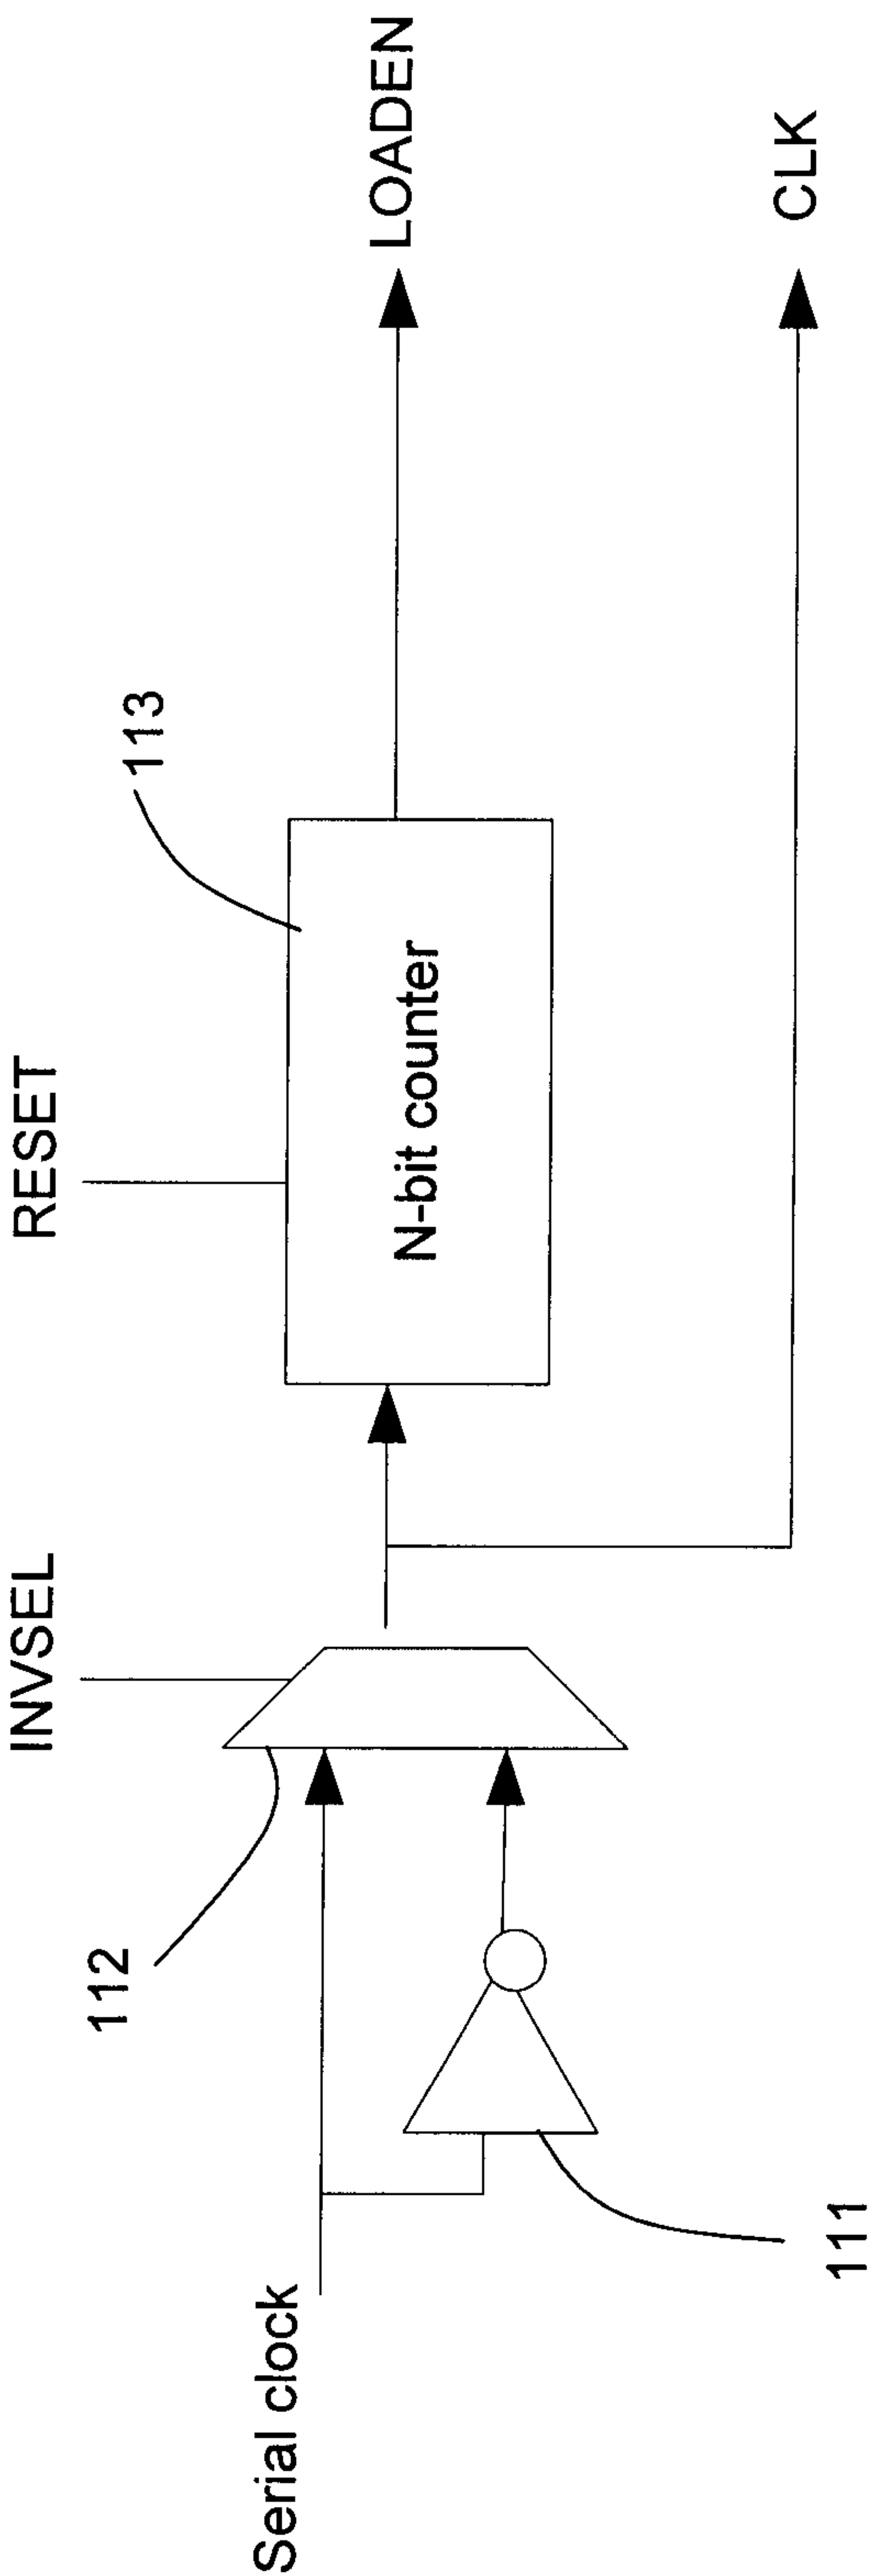 INVSEL
RESET
112
113
Serial clock
N-bit counter
LOADEN
111
CLK